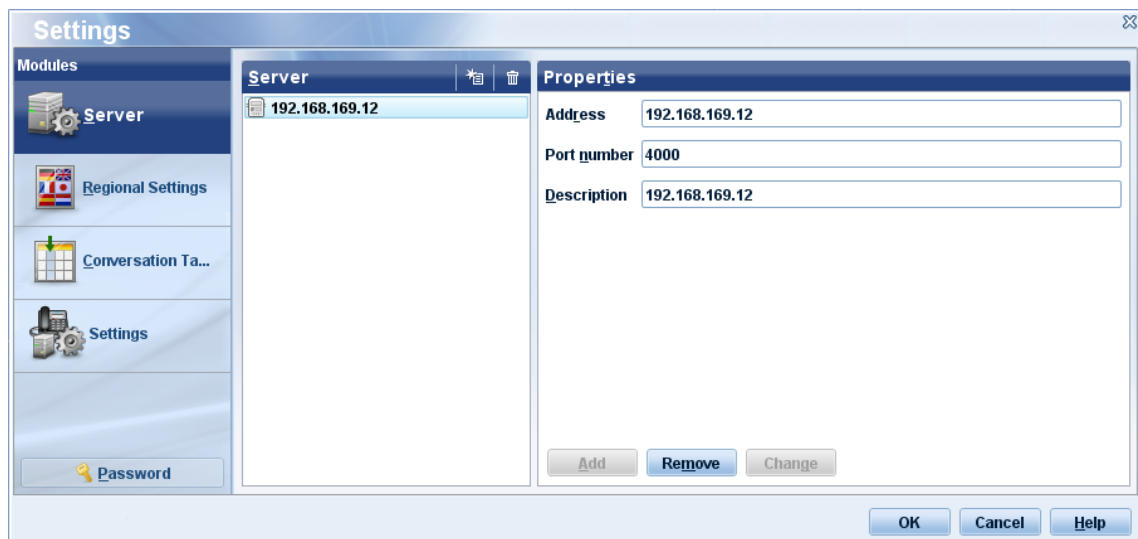 Settings
Modules
Server
Regional Settings
Conversation Ta...
Settings
Password
Server
192.168.169.12
Properties
Address 192.168.169.12
Port number 4000
Description 192.168.169.12
Add Remove Change
OK Cancel Help